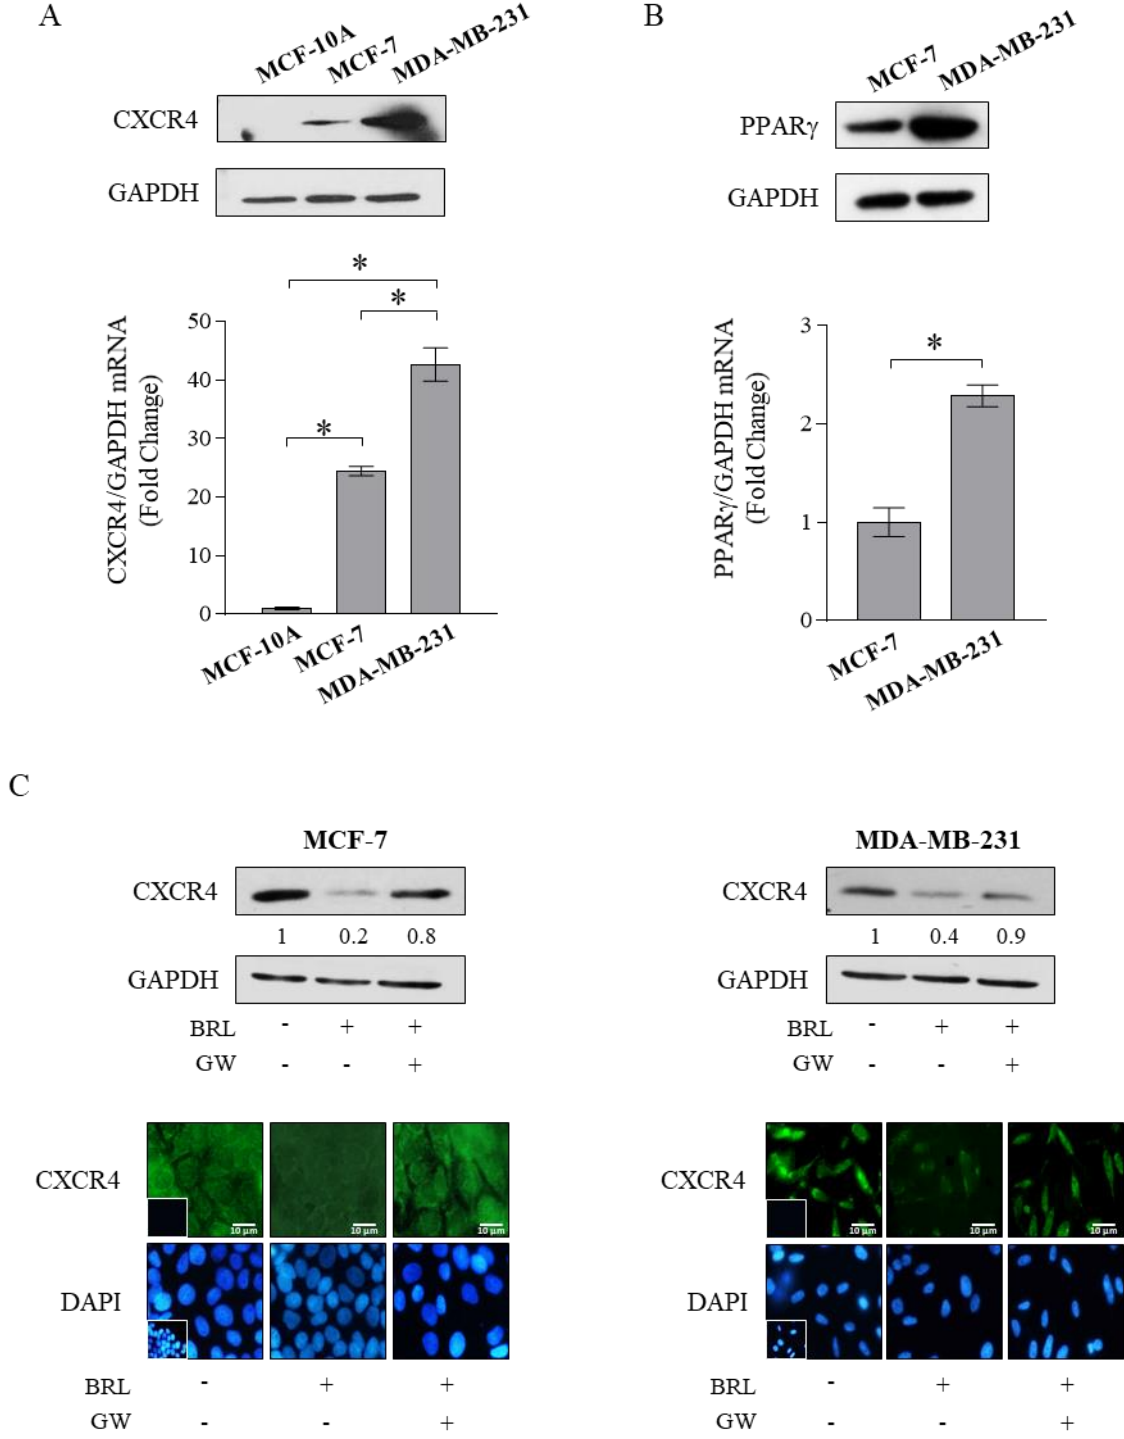 A
MCF-10A MCF-7 MDA-MB-231
CXCR4
GAPDH
*
*
*
CXCR4/GAPDH mRNA
(Fold Change)
50
40
30
20
10
0
MCF-10A MCF-7 MDA-MB-231
B
MCF-7 MDA-MB-231
PPARγ
GAPDH
*
PPARγ/GAPDH mRNA
(Fold Change)
3
2
1
0
MCF-7 MDA-MB-231
C
MCF-7
CXCR4
1 0.2 0.8
GAPDH
BRL - + +
GW - - +
CXCR4
10 µm 10 µm 10 µm
DAPI
BRL - + +
GW - - +
MDA-MB-231
CXCR4
1 0.4 0.9
GAPDH
BRL - + +
GW - - +
CXCR4
10 µm 10 µm 10 µm
DAPI
BRL - + +
GW - - +